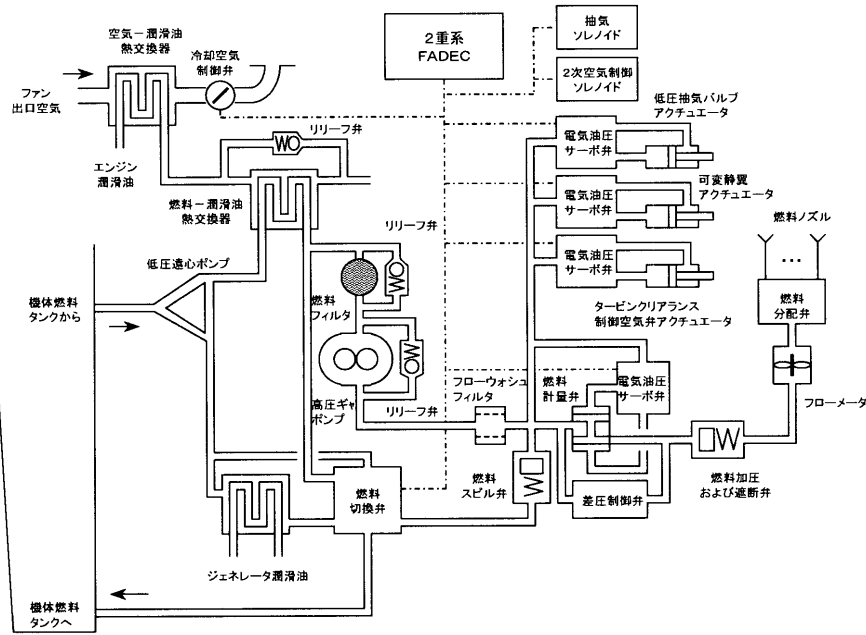 空気－潤滑油
熱交換器
冷却空気
制御弁
ファン
出口空気
エンジン
潤滑油
リリーフ弁
燃料－潤滑油
熱交換器
2重系
FADEC
抽気
ソレノイド
2次空気制御
ソレノイド
低圧抽気バルブ
アクチュエータ
電気油圧
サーボ弁
可変静翼
アクチュエータ
電気油圧
サーボ弁
電気油圧
サーボ弁
タービンクリアランス
制御空気弁アクチュエータ
燃料ノズル
...
燃料
分配弁
フローメータ
低圧遠心ポンプ
機体燃料
タンクから
リリーフ弁
燃料
フィルタ
高圧ギヤ
ポンプ
リリーフ弁
フローウォシュ
フィルタ
燃料
計量弁
電気油圧
サーボ弁
燃料加圧
および遮断弁
燃料
スピル弁
差圧制御弁
燃料
切換弁
ジェネレータ潤滑油
機体燃料
タンクへ